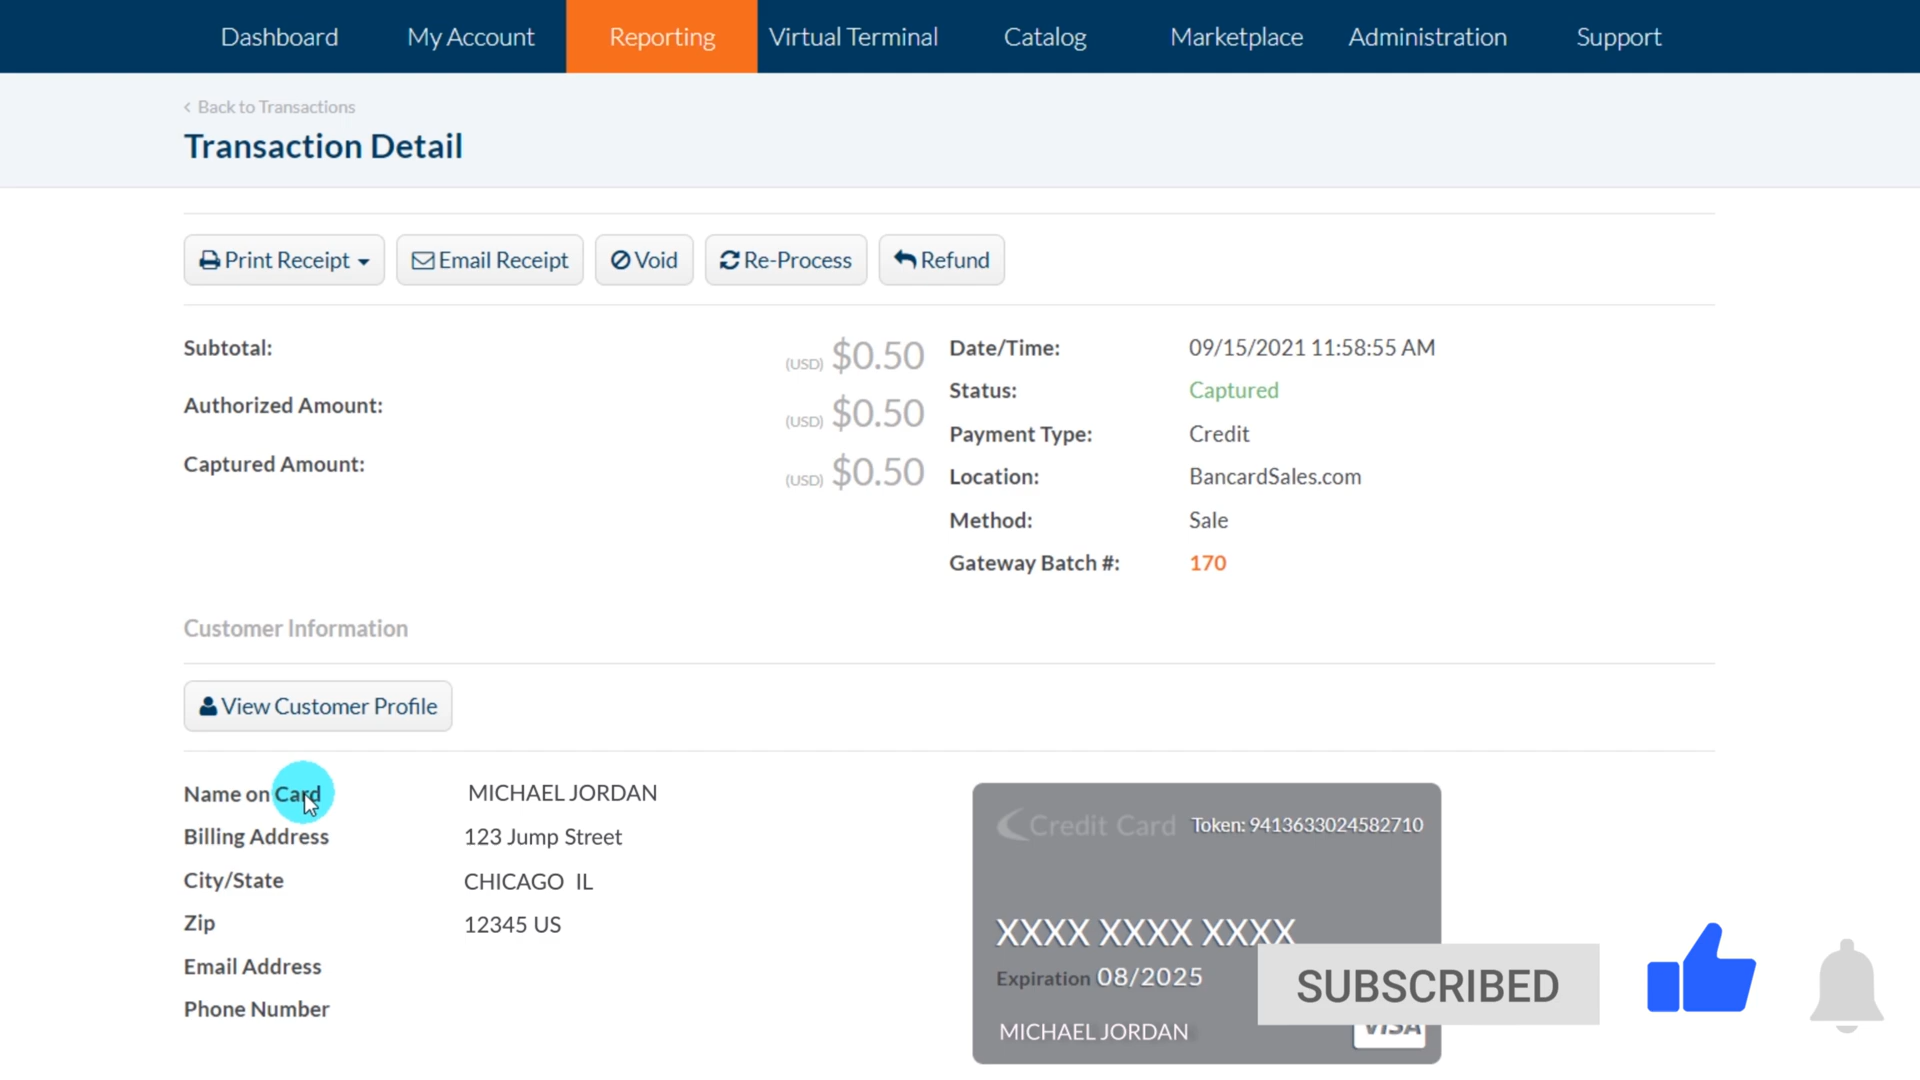 Dashboard My Account Reporting Virtual Terminal Catalog Marketplace Administration Support
< Back to Transactions
Transaction Detail
Print Receipt Email Receipt Void Re-Process Refund
Subtotal: (USD) $0.50
Authorized Amount: (USD) $0.50
Captured Amount: (USD) $0.50
Date/Time: 09/15/2021 11:58:55 AM
Status: Captured
Payment Type: Credit
Location: BancardSales.com
Method: Sale
Gateway Batch #: 170
Customer Information
View Customer Profile
Name on Card MICHAEL JORDAN
Billing Address 123 Jump Street
City/State CHICAGO IL
Zip 12345 US
Email Address
Phone Number
Credit Card Token: 9413633024582710
XXXX XXXX XXXX
Expiration 08/2025
MICHAEL JORDAN VISA
SUBSCRIBED